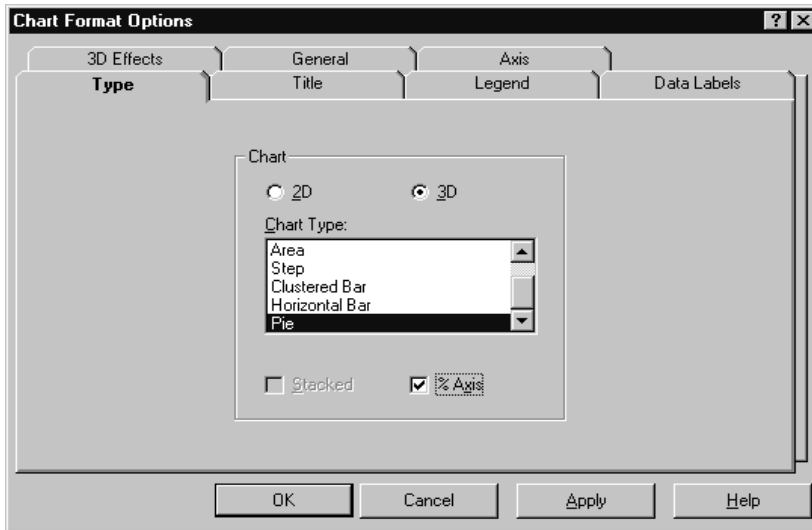 Chart Format Options
3D Effects General Axis
Type Title Legend Data Labels
Chart
2D 3D
Chart Type:
Area
Step
Clustered Bar
Horizontal Bar
Pie
Stacked % Axis
OK Cancel Apply Help